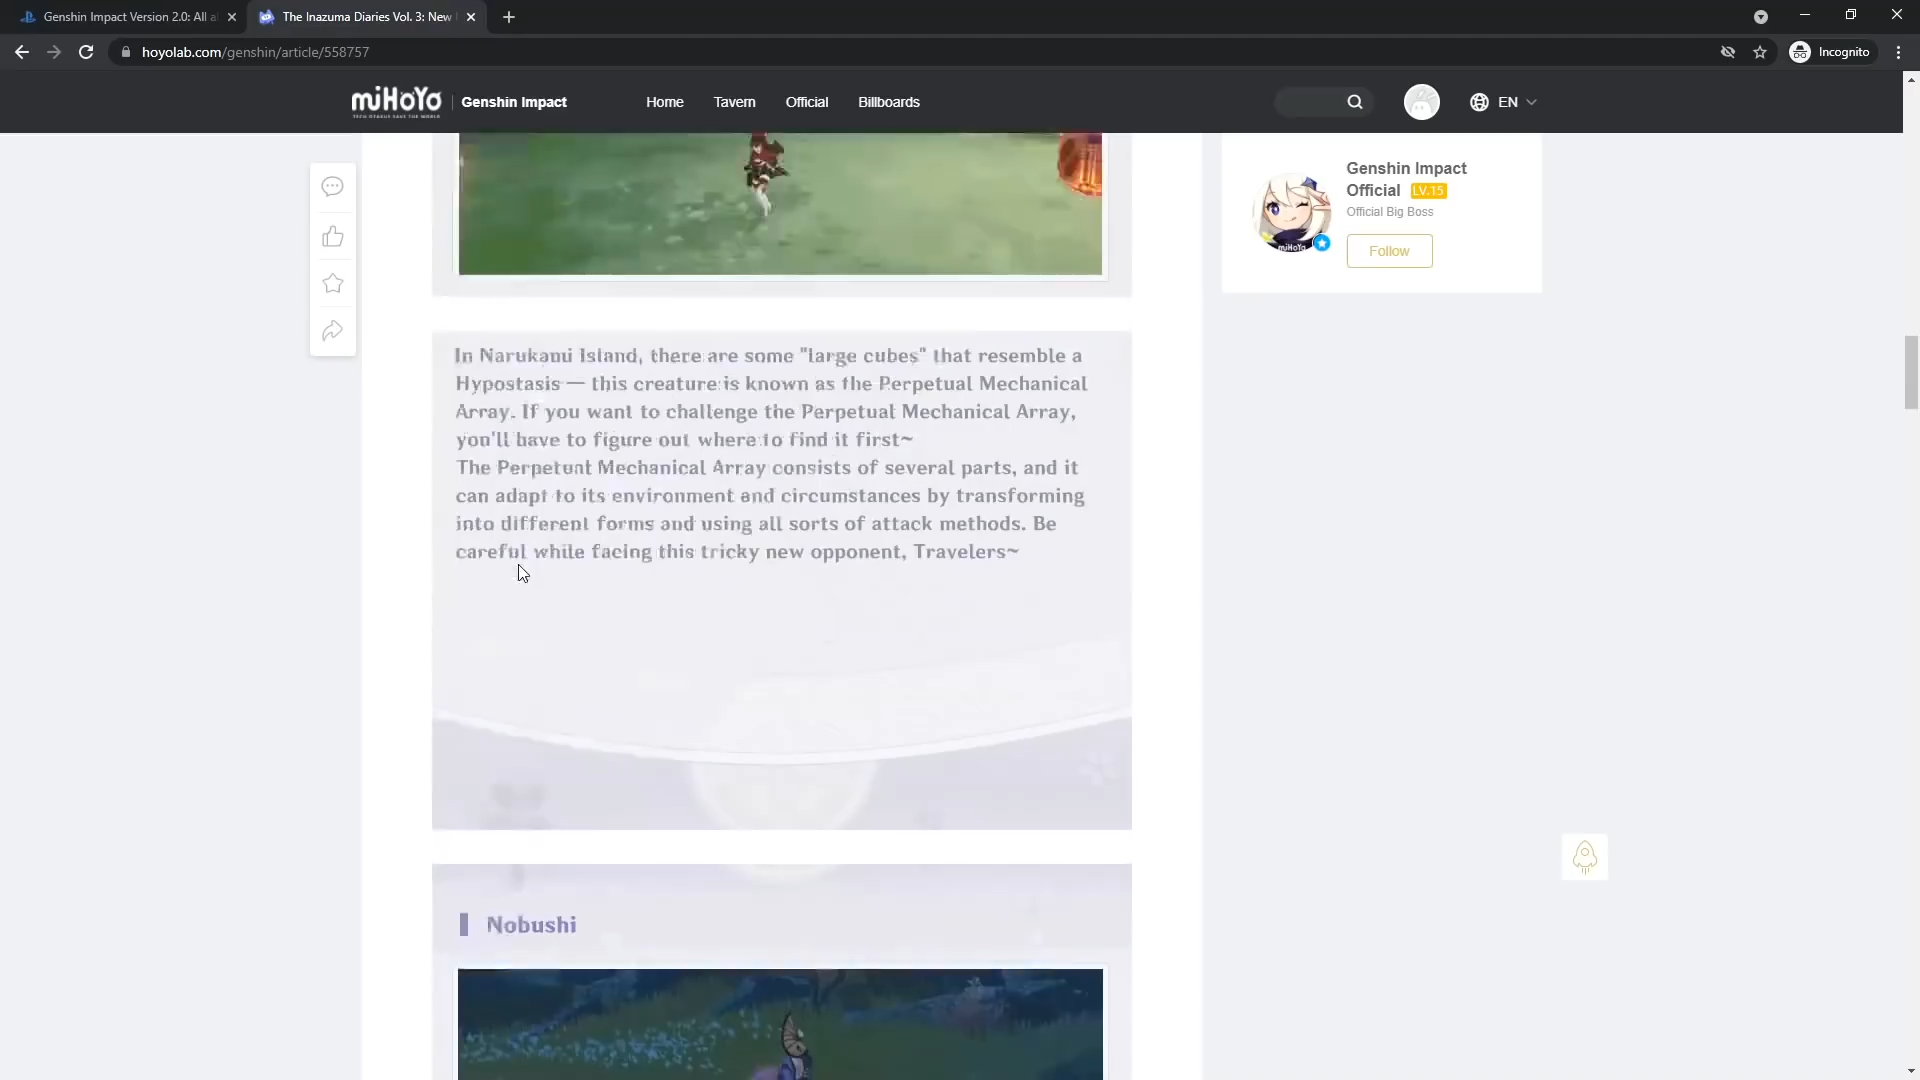 Genshin Impact Version 2.0: All a
The Inazuma Diaries Vol. 3: New
hoyolab.com/genshin/article/558757
Incognito
miHoYo
TECH OTAKUS SAVE THE WORLD
Genshin Impact
Home
Tavern
Official
Billboards
EN
Genshin Impact
Official LV.15
Official Big Boss
miHoYo
Follow
In Narukami Island, there are some "large cubes" that resemble a
Hypostasis — this creature is known as the Perpetual Mechanical
Array. If you want to challenge the Perpetual Mechanical Array,
you'll have to figure out where to find it first~
The Perpetual Mechanical Array consists of several parts, and it
can adapt to its environment and circumstances by transforming
into different forms and using all sorts of attack methods. Be
careful while facing this tricky new opponent, Travelers~
Nobushi